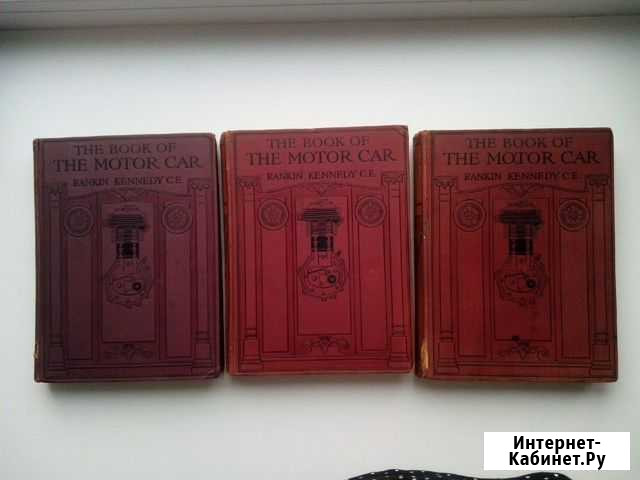 THE BOOK OF
THE MOTOR CAR
RANKIN KENNEDY C.E.
THE BOOK OF
THE MOTOR CAR
RANKIN KENNEDY C.E.
THE BOOK OF
THE MOTOR CAR
RANKIN KENNEDY C.E.
Интернет-
Кабинет.Ру